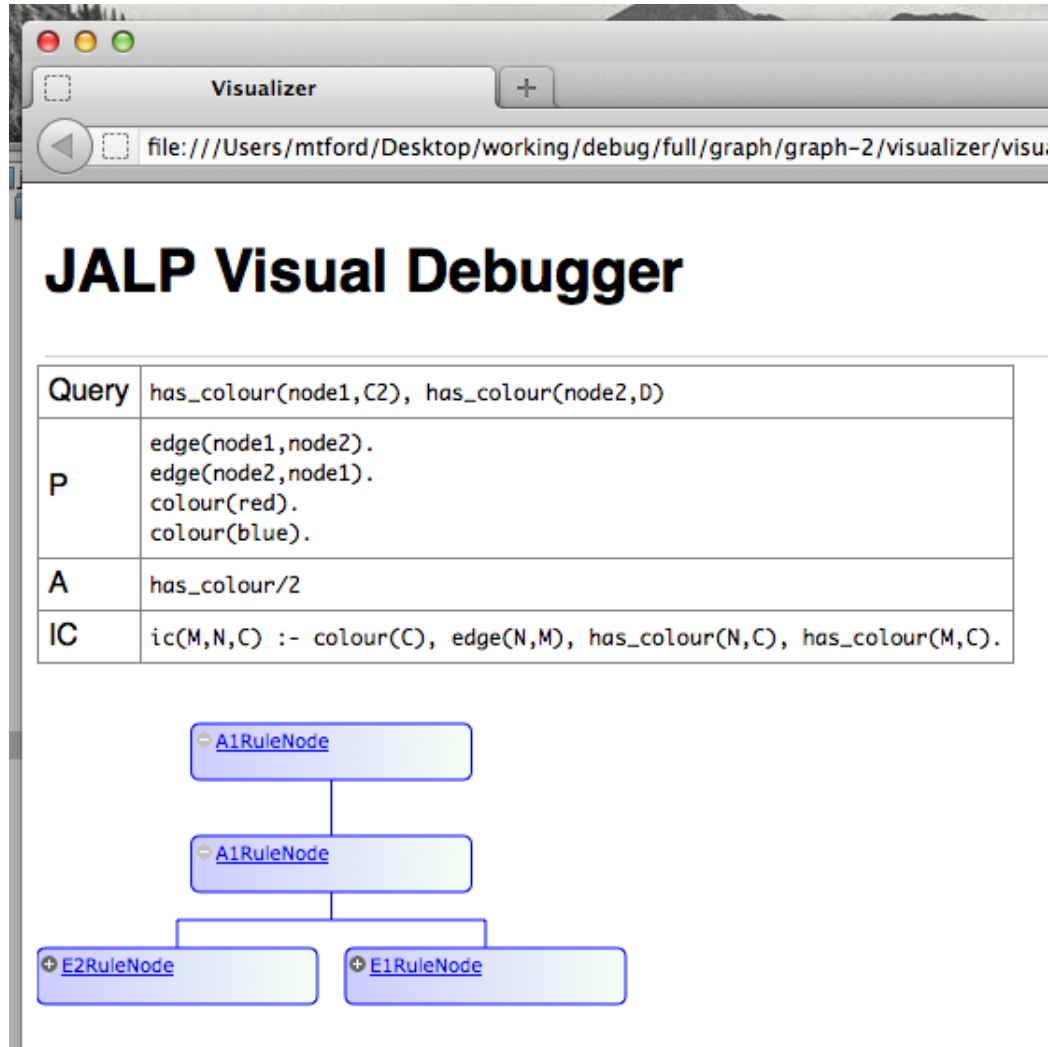 Visualizer
file:///Users/mtford/Desktop/working/debug/full/graph/graph-2/visualizer/visu
JALP Visual Debugger
Query has_colour(node1,C2), has_colour(node2,D)
P
edge(node1,node2).
edge(node2,node1).
colour(red).
colour(blue).
A has_colour/2
IC ic(M,N,C) :- colour(C), edge(N,M), has_colour(N,C), has_colour(M,C).
A1RuleNode
A1RuleNode
E2RuleNode E1RuleNode